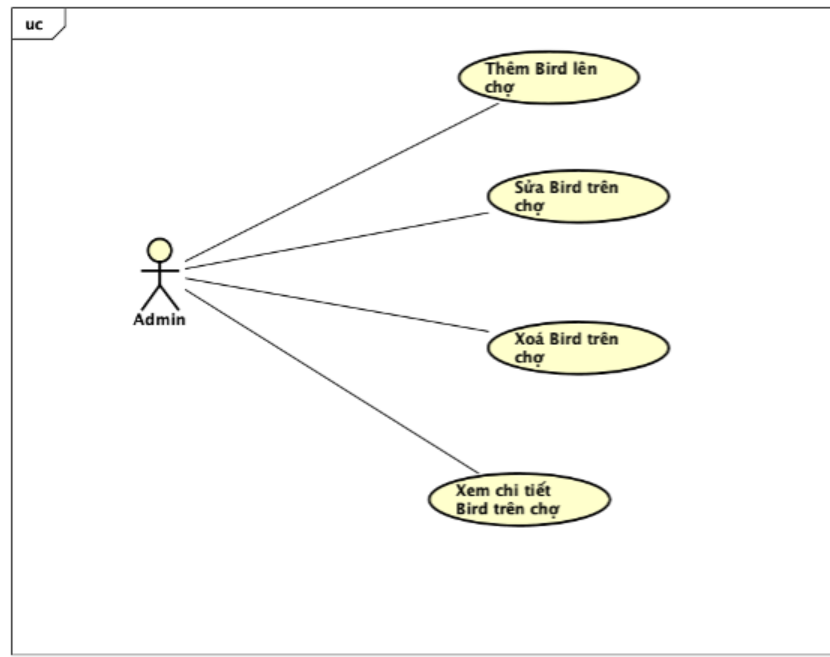 uc
Thêm Bird lên
chợ
Sửa Bird trên
chợ
Admin
Xoá Bird trên
chợ
Xem chi tiết
Bird trên chợ